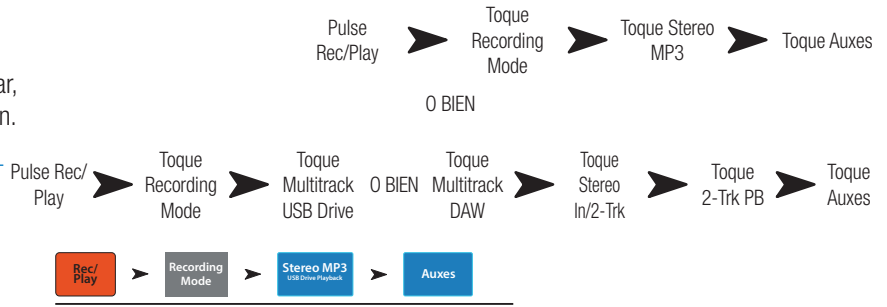 Pulse
Rec/Play
Toque
Recording
Mode
Toque Stereo
MP3
Toque Auxes
ar,
n.
O BIEN
Pulse Rec/
Play
Toque
Recording
Mode
Toque
Multitrack
USB Drive
O BIEN
Toque
Multitrack
DAW
Toque
Stereo
In/2-Trk
Toque
2-Trk PB
Toque
Auxes
Rec/
Play
Recording
Mode
Stereo MP3
USB Drive Playback
Auxes